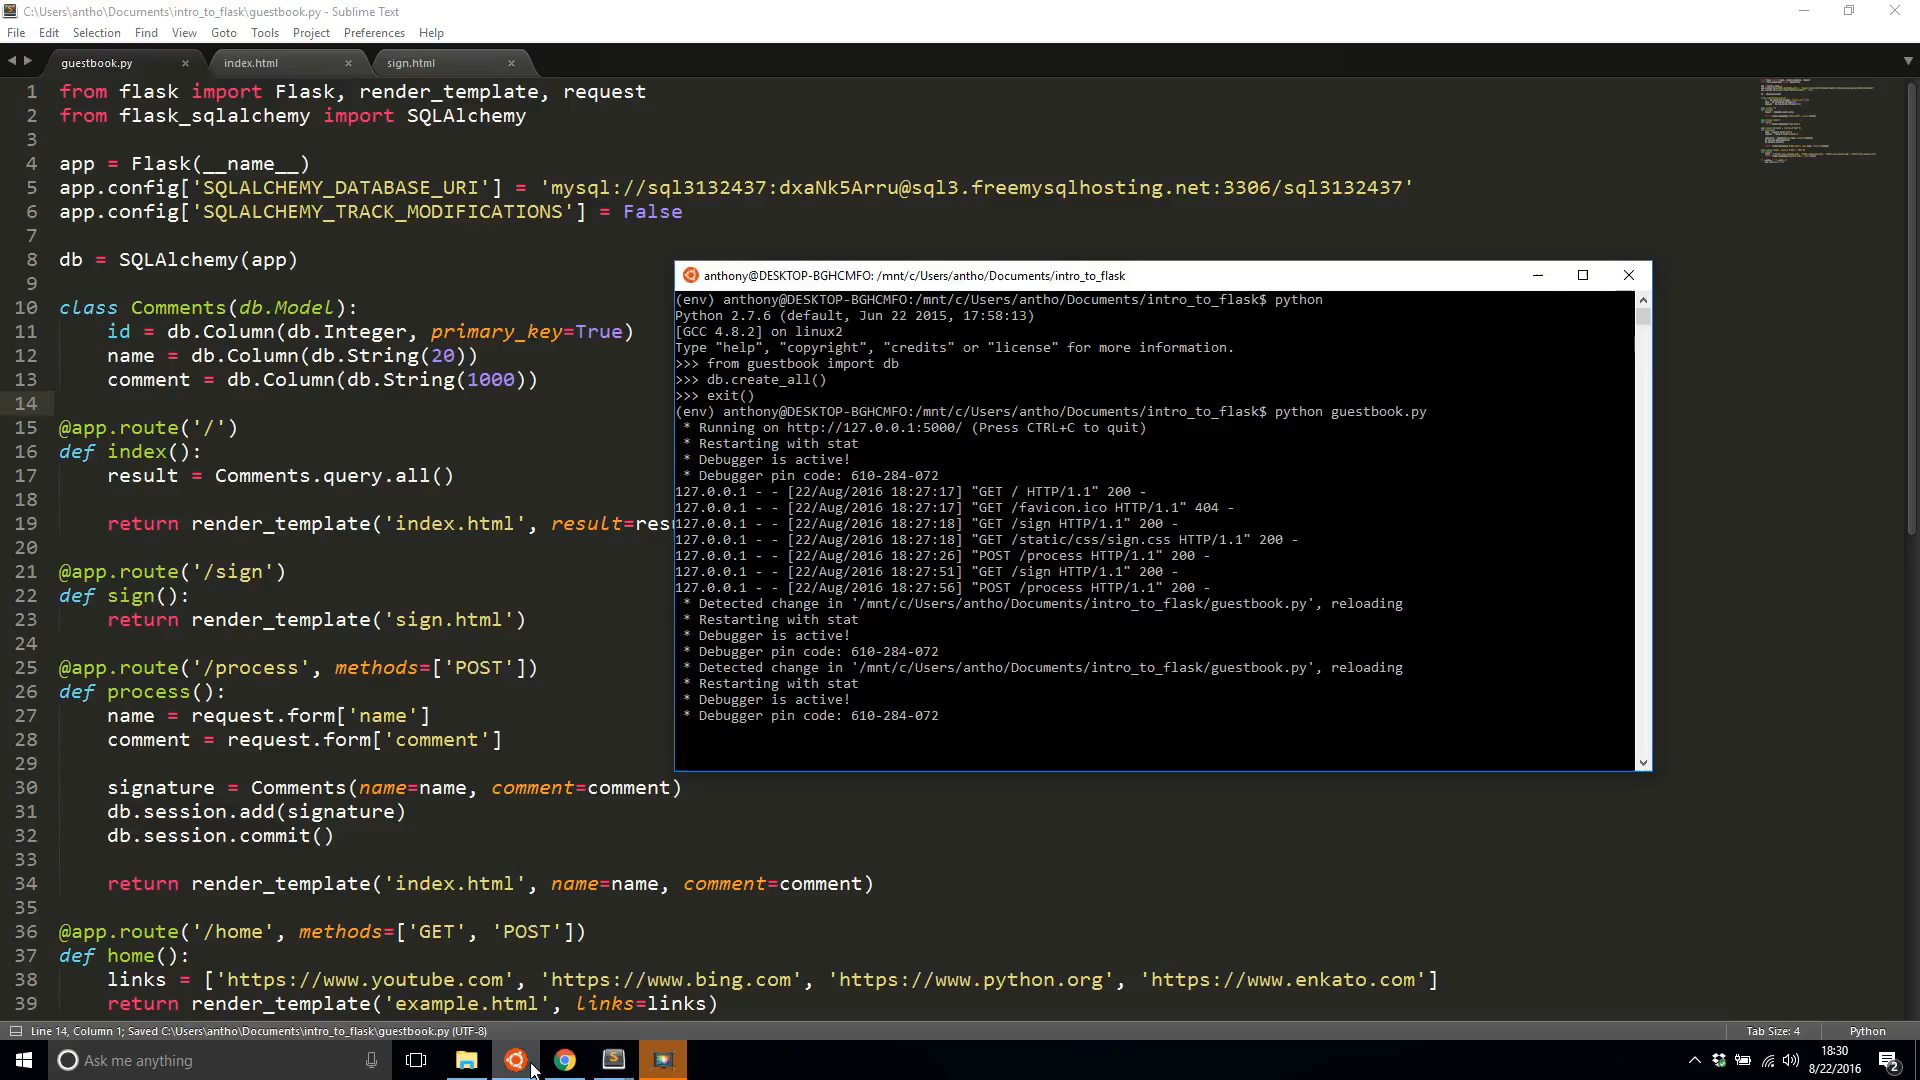 C:\Users\antho\Documents\intro_to_flask\guestbook.py - Sublime Text
File Edit Selection Find View Goto Tools Project Preferences Help
guestbook.py index.html sign.html
1 from flask import Flask, render_template, request
2 from flask_sqlalchemy import SQLAlchemy
3
4 app = Flask(__name__)
5 app.config['SQLALCHEMY_DATABASE_URI'] = 'mysql://sql3132437:dxaNk5Arru@sql3.freemysqlhosting.net:3306/sql3132437'
6 app.config['SQLALCHEMY_TRACK_MODIFICATIONS'] = False
7
8 db = SQLAlchemy(app)
9
10 class Comments(db.Model):
11 id = db.Column(db.Integer, primary_key=True)
12 name = db.Column(db.String(20))
13 comment = db.Column(db.String(1000))
14
15 @app.route('/')
16 def index():
17 result = Comments.query.all()
18
19 return render_template('index.html', result=resu
20
21 @app.route('/sign')
22 def sign():
23 return render_template('sign.html')
24
25 @app.route('/process', methods=['POST'])
26 def process():
27 name = request.form['name']
28 comment = request.form['comment']
29
30 signature = Comments(name=name, comment=comment)
31 db.session.add(signature)
32 db.session.commit()
33
34 return render_template('index.html', name=name, comment=comment)
35
36 @app.route('/home', methods=['GET', 'POST'])
37 def home():
38 links = ['https://www.youtube.com', 'https://www.bing.com', 'https://www.python.org', 'https://www.enkato.com']
39 return render_template('example.html', links=links)
anthony@DESKTOP-BGHCMFO: /mnt/c/Users/antho/Documents/intro_to_flask
(env) anthony@DESKTOP-BGHCMFO:/mnt/c/Users/antho/Documents/intro_to_flask$ python
Python 2.7.6 (default, Jun 22 2015, 17:58:13)
[GCC 4.8.2] on linux2
Type "help", "copyright", "credits" or "license" for more information.
>>> from guestbook import db
>>> db.create_all()
>>> exit()
(env) anthony@DESKTOP-BGHCMFO:/mnt/c/Users/antho/Documents/intro_to_flask$ python guestbook.py
* Running on http://127.0.0.1:5000/ (Press CTRL+C to quit)
* Restarting with stat
* Debugger is active!
* Debugger pin code: 610-284-072
127.0.0.1 - - [22/Aug/2016 18:27:17] "GET / HTTP/1.1" 200 -
127.0.0.1 - - [22/Aug/2016 18:27:17] "GET /favicon.ico HTTP/1.1" 404 -
127.0.0.1 - - [22/Aug/2016 18:27:18] "GET /sign HTTP/1.1" 200 -
127.0.0.1 - - [22/Aug/2016 18:27:18] "GET /static/css/sign.css HTTP/1.1" 200 -
127.0.0.1 - - [22/Aug/2016 18:27:26] "POST /process HTTP/1.1" 200 -
127.0.0.1 - - [22/Aug/2016 18:27:51] "GET /sign HTTP/1.1" 200 -
127.0.0.1 - - [22/Aug/2016 18:27:56] "POST /process HTTP/1.1" 200 -
* Detected change in '/mnt/c/Users/antho/Documents/intro_to_flask/guestbook.py', reloading
* Restarting with stat
* Debugger is active!
* Debugger pin code: 610-284-072
* Detected change in '/mnt/c/Users/antho/Documents/intro_to_flask/guestbook.py', reloading
* Restarting with stat
* Debugger is active!
* Debugger pin code: 610-284-072
Line 14, Column 1; Saved C:\Users\antho\Documents\intro_to_flask\guestbook.py (UTF-8) Tab Size: 4 Python
Ask me anything
18:30
8/22/2016
2